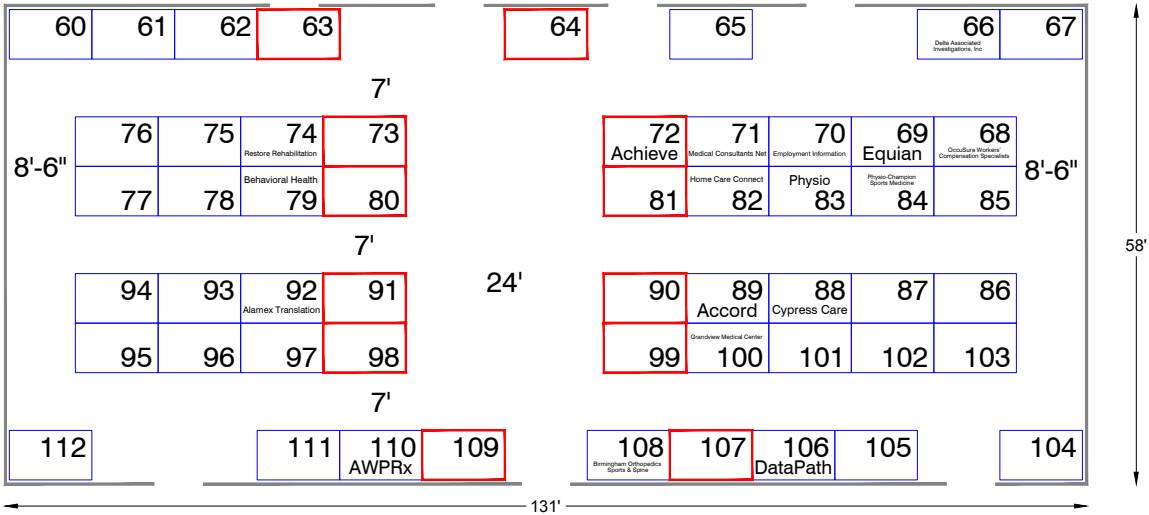 60 61 62 63 64 65 66 67
Delta Associated
Investigations, Inc
7'
76 75 74 73 72 71 70 69 68
Restore Rehabilitation
Achieve
Medical Consultants Net
Employment Information
Equian
OccuSure Workers'
Compensation Specialists
8'-6"
8'-6"
Behavioral Health
Home Care Connect
Physio
Physio-Champion
Sports Medicine
77 78 79 80 81 82 83 84 85
7'
58'
24'
94 93 92 91 90 89 88 87 86
Alamex Translation
Accord
Cypress Care
Grandview Medical Center
95 96 97 98 99 100 101 102 103
7'
112 111 110 109 108 107 106 105 104
AWPRx
Birmingham Orthopedics
Sports & Spine
DataPath
131'